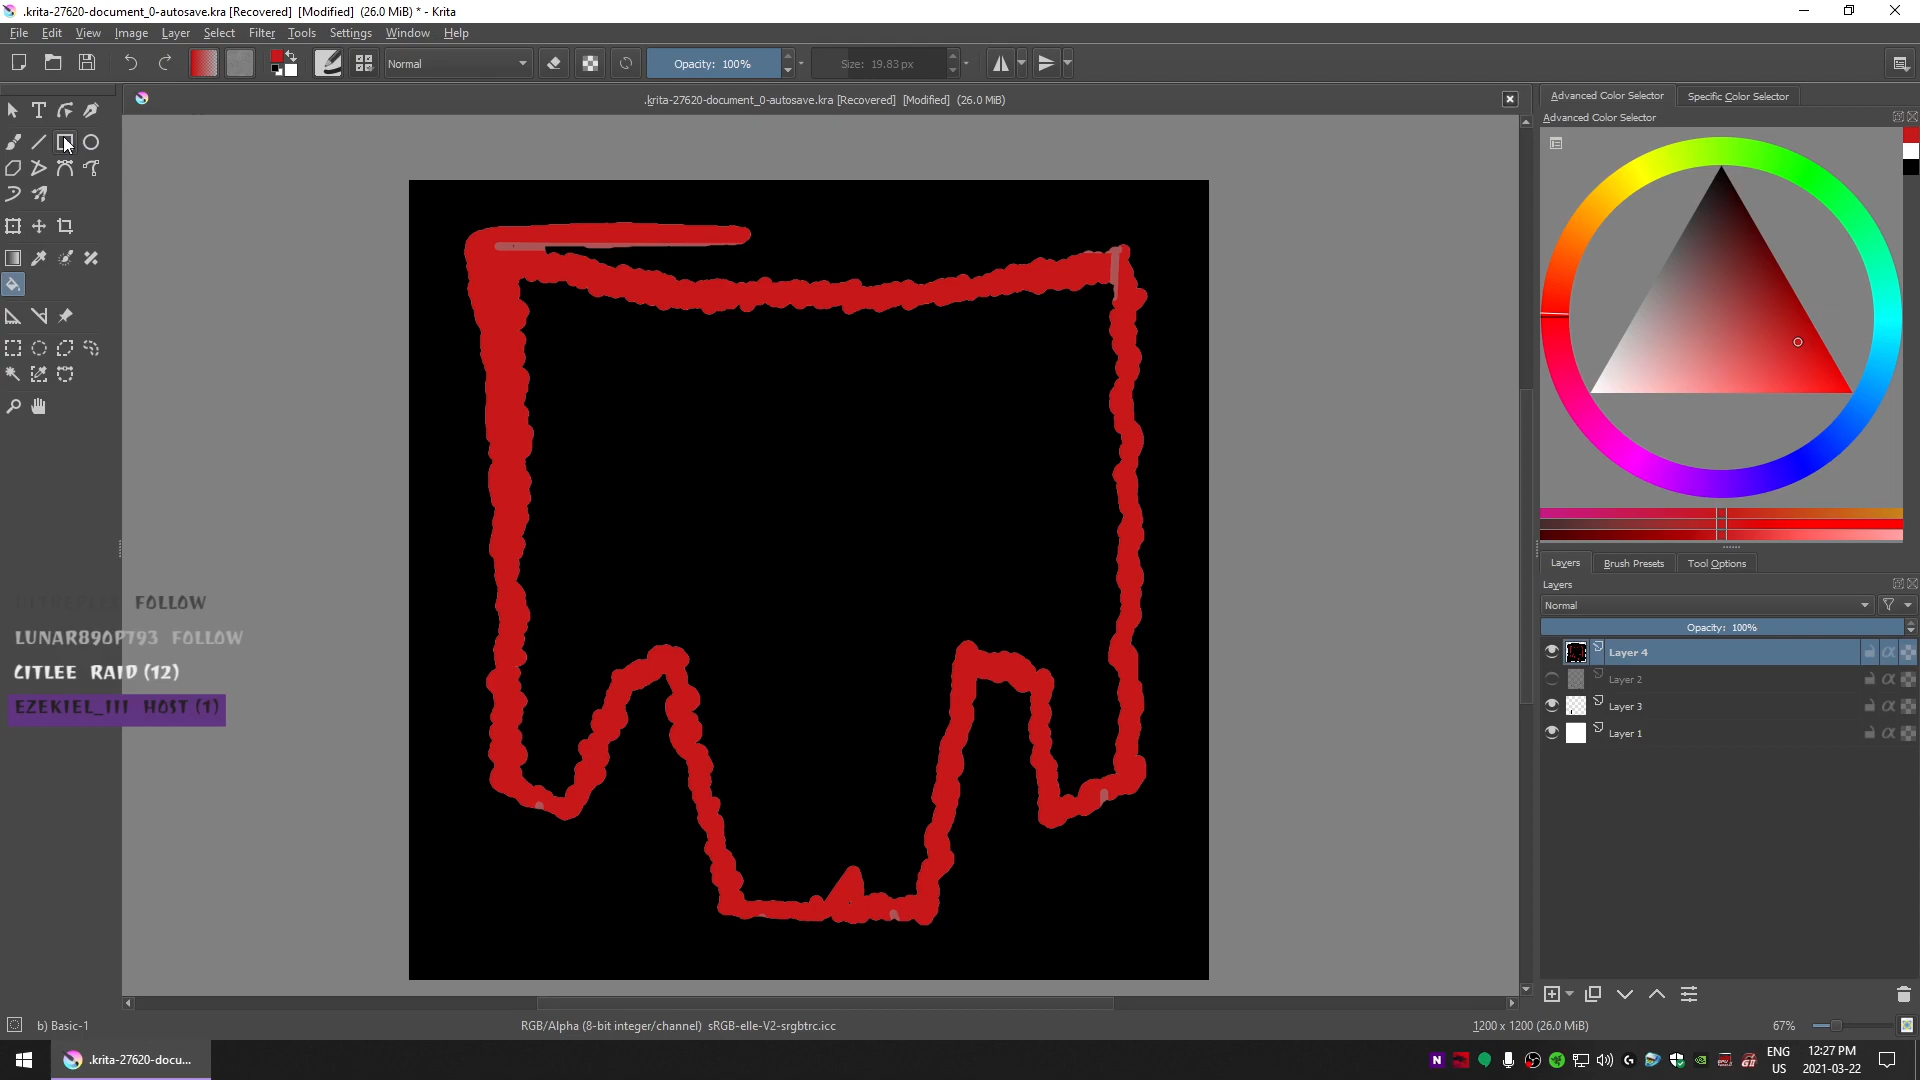 .krita-27620-document_0-autosave.kra [Recovered] [Modified] (26.0 MiB) * - Krita
File Edit View Image Layer Select Filter Tools Settings Window Help
Normal Opacity: 100% Size: 19.83 px
.krita-27620-document_0-autosave.kra [Recovered] [Modified] (26.0 MiB)
Advanced Color Selector Specific Color Selector
Advanced Color Selector
FOLLOW
LUNAR890P793 FOLLOW
CITLEE RAID (12)
EZEKIEL_III HOST (1)
Layers Brush Presets Tool Options
Layers
Normal
Opacity: 100%
Layer 4
Layer 2
Layer 3
Layer 1
b) Basic-1
RGB/Alpha (8-bit integer/channel) sRGB-elle-V2-srgbtrc.icc
1200 x 1200 (26.0 MiB)
67%
.krita-27620-docu...
ENG
US
12:27 PM
2021-03-22